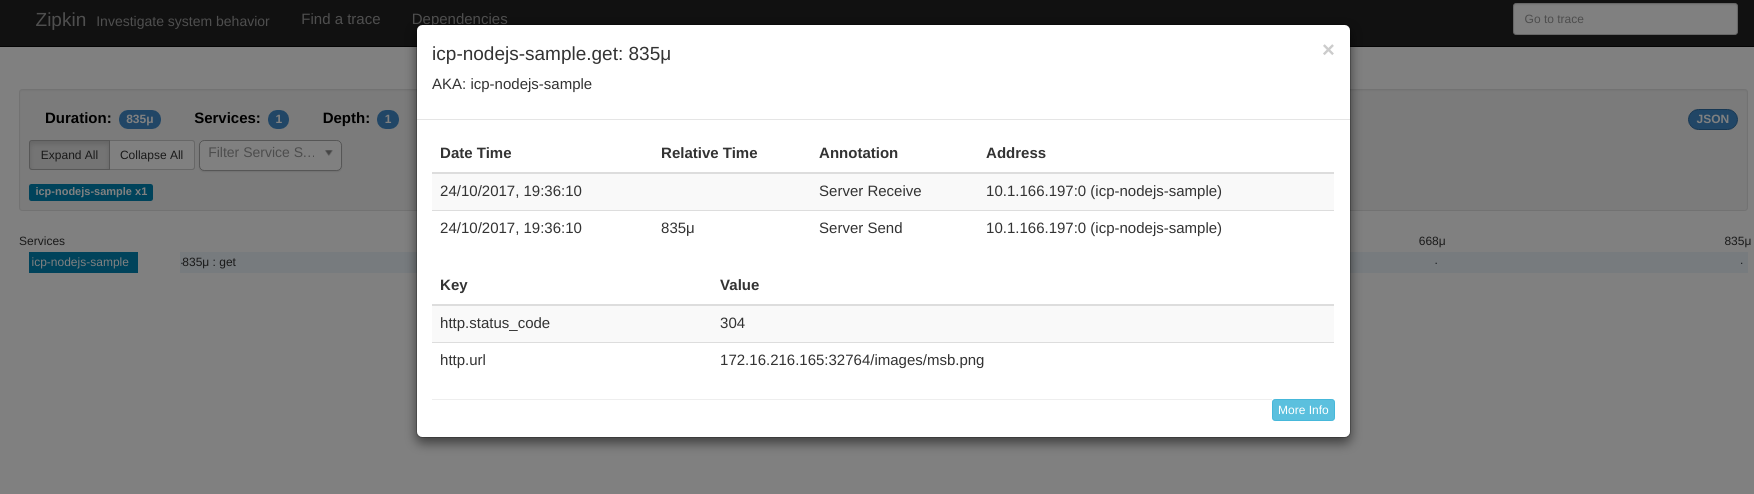 Zipkin Investigate system behavior Find a trace Dependencies Go to trace
icp-nodejs-sample.get: 835μ ×
AKA: icp-nodejs-sample
Duration: 835μ Services: 1 Depth: 1 JSON
Expand All Collapse All Filter Service S...
icp-nodejs-sample x1
Date Time Relative Time Annotation Address
24/10/2017, 19:36:10 Server Receive 10.1.166.197:0 (icp-nodejs-sample)
24/10/2017, 19:36:10 835μ Server Send 10.1.166.197:0 (icp-nodejs-sample)
Services 668μ 835μ
icp-nodejs-sample 835μ : get
Key Value
http.status_code 304
http.url 172.16.216.165:32764/images/msb.png
More Info